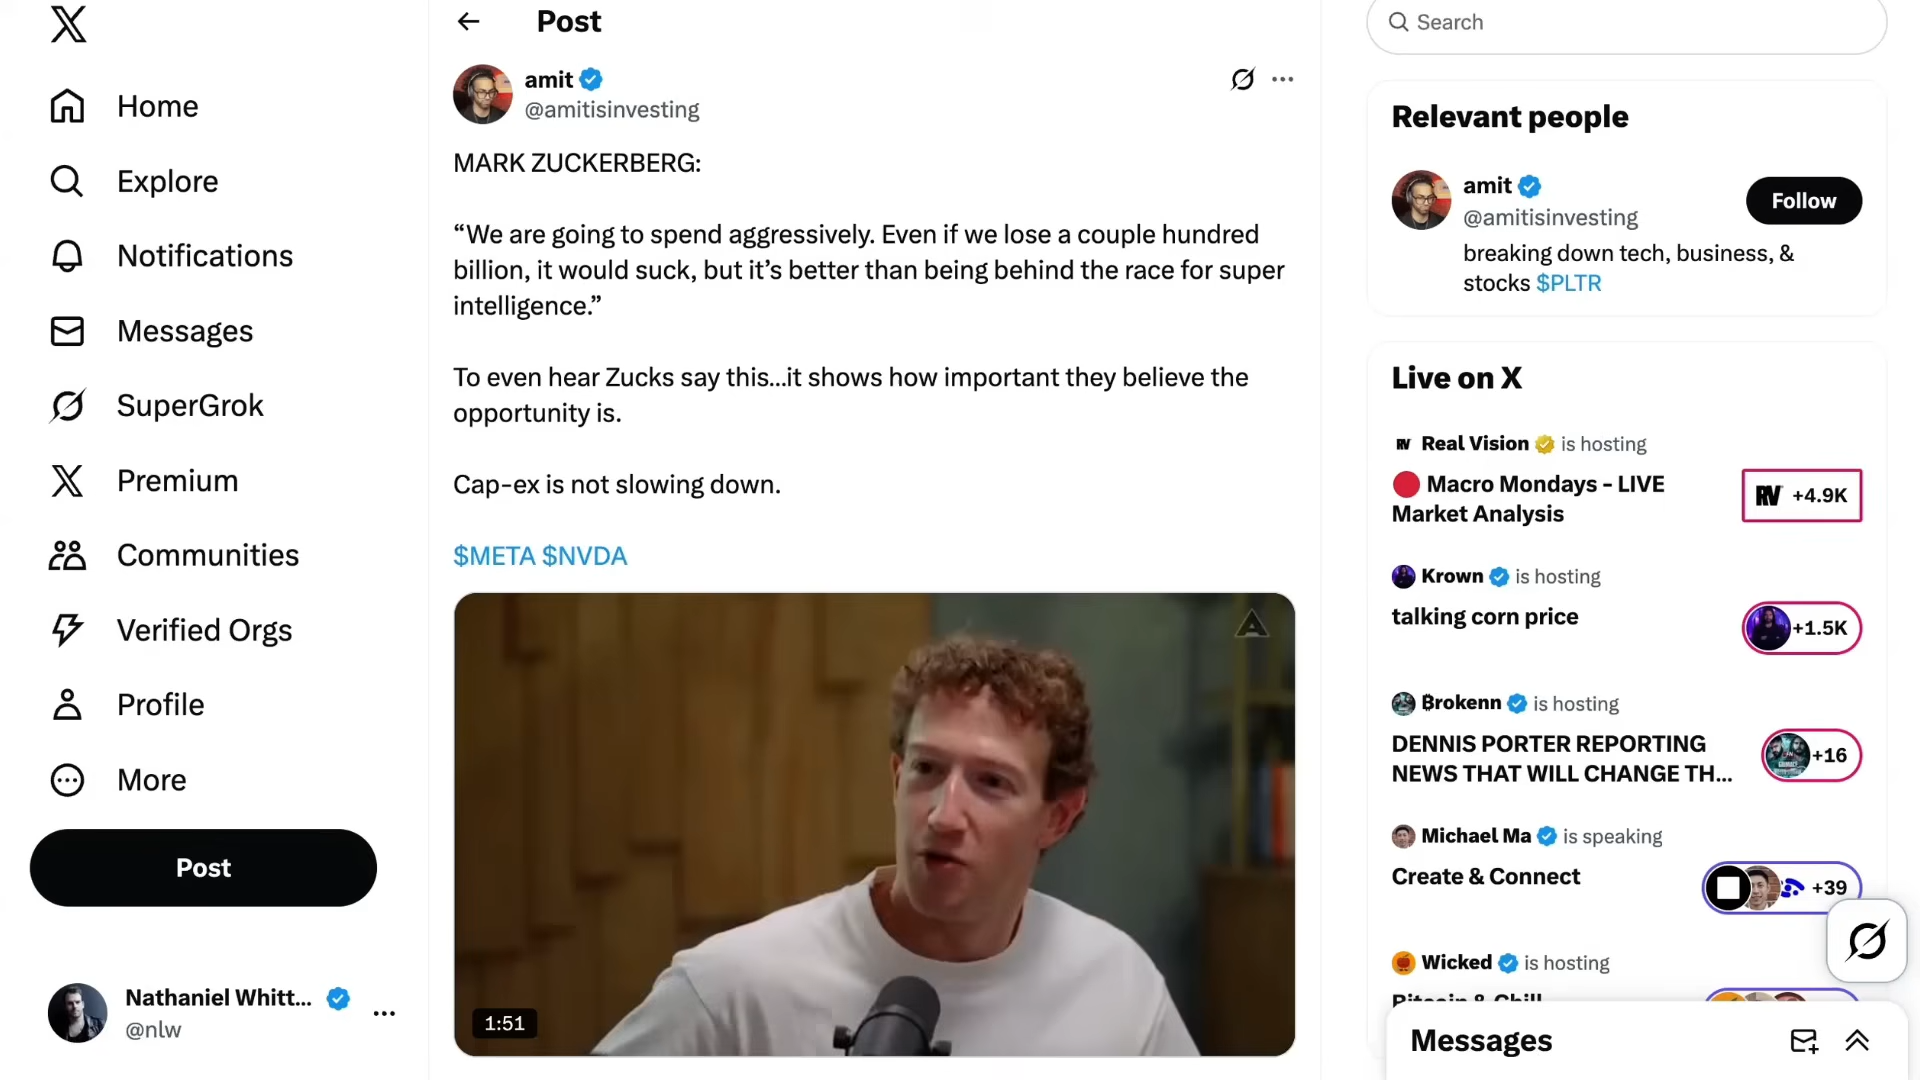 Home
Explore
Notifications
Messages
SuperGrok
Premium
Communities
Verified Orgs
Profile
More
Post
Nathaniel Whitt...
@nlw
Post
amit
@amitisinvesting
MARK ZUCKERBERG:
“We are going to spend aggressively. Even if we lose a couple hundred
billion, it would suck, but it’s better than being behind the race for super
intelligence.”
To even hear Zucks say this...it shows how important they believe the
opportunity is.
Cap-ex is not slowing down.
$META $NVDA
1:51
Search
Relevant people
amit
@amitisinvesting
Follow
breaking down tech, business, &
stocks $PLTR
Live on X
RV Real Vision is hosting
Macro Mondays - LIVE
Market Analysis
RV +4.9K
Krown is hosting
talking corn price
+1.5K
₿rokenn is hosting
DENNIS PORTER REPORTING
NEWS THAT WILL CHANGE TH...
+16
Michael Ma is speaking
Create & Connect
+39
Wicked is hosting
Bitcoin & Chill
Messages